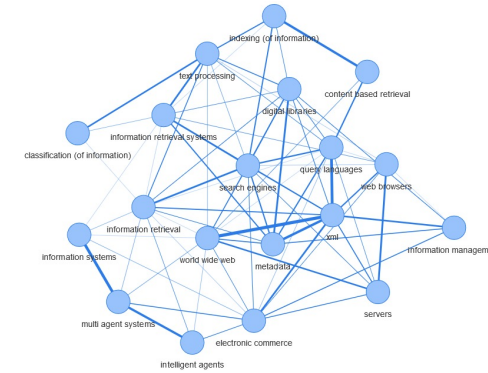 indexing (of information)
text processing
content based retrieval
digital libraries
information retrieval systems
classification (of information)
query languages
web browsers
search engines
information retrieval
xml
information managem
information systems
world wide web
metadata
servers
multi agent systems
electronic commerce
intelligent agents